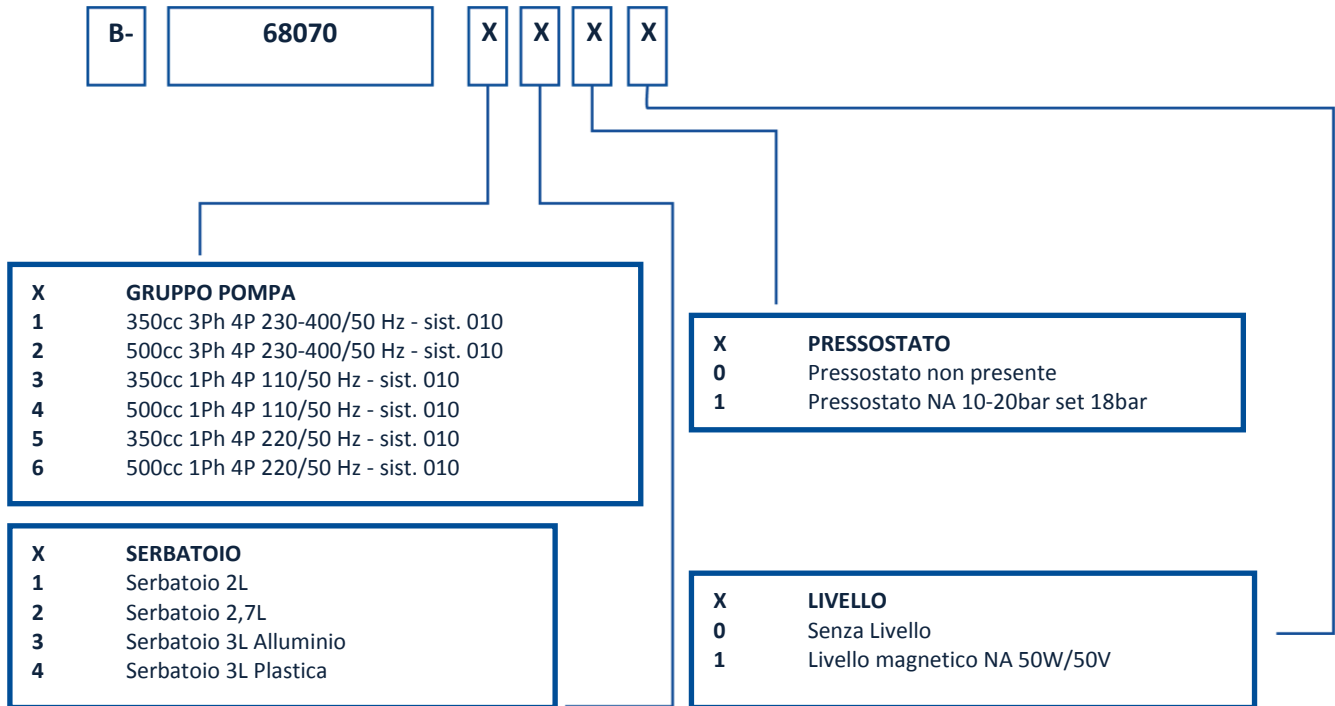 B- 68070 X X X X
X GRUPPO POMPA
1 350cc 3Ph 4P 230-400/50 Hz - sist. 010
2 500cc 3Ph 4P 230-400/50 Hz - sist. 010
3 350cc 1Ph 4P 110/50 Hz - sist. 010
4 500cc 1Ph 4P 110/50 Hz - sist. 010
5 350cc 1Ph 4P 220/50 Hz - sist. 010
6 500cc 1Ph 4P 220/50 Hz - sist. 010
X PRESSOSTATO
0 Pressostato non presente
1 Pressostato NA 10-20bar set 18bar
X SERBATOIO
1 Serbatoio 2L
2 Serbatoio 2,7L
3 Serbatoio 3L Alluminio
4 Serbatoio 3L Plastica
X LIVELLO
0 Senza Livello
1 Livello magnetico NA 50W/50V